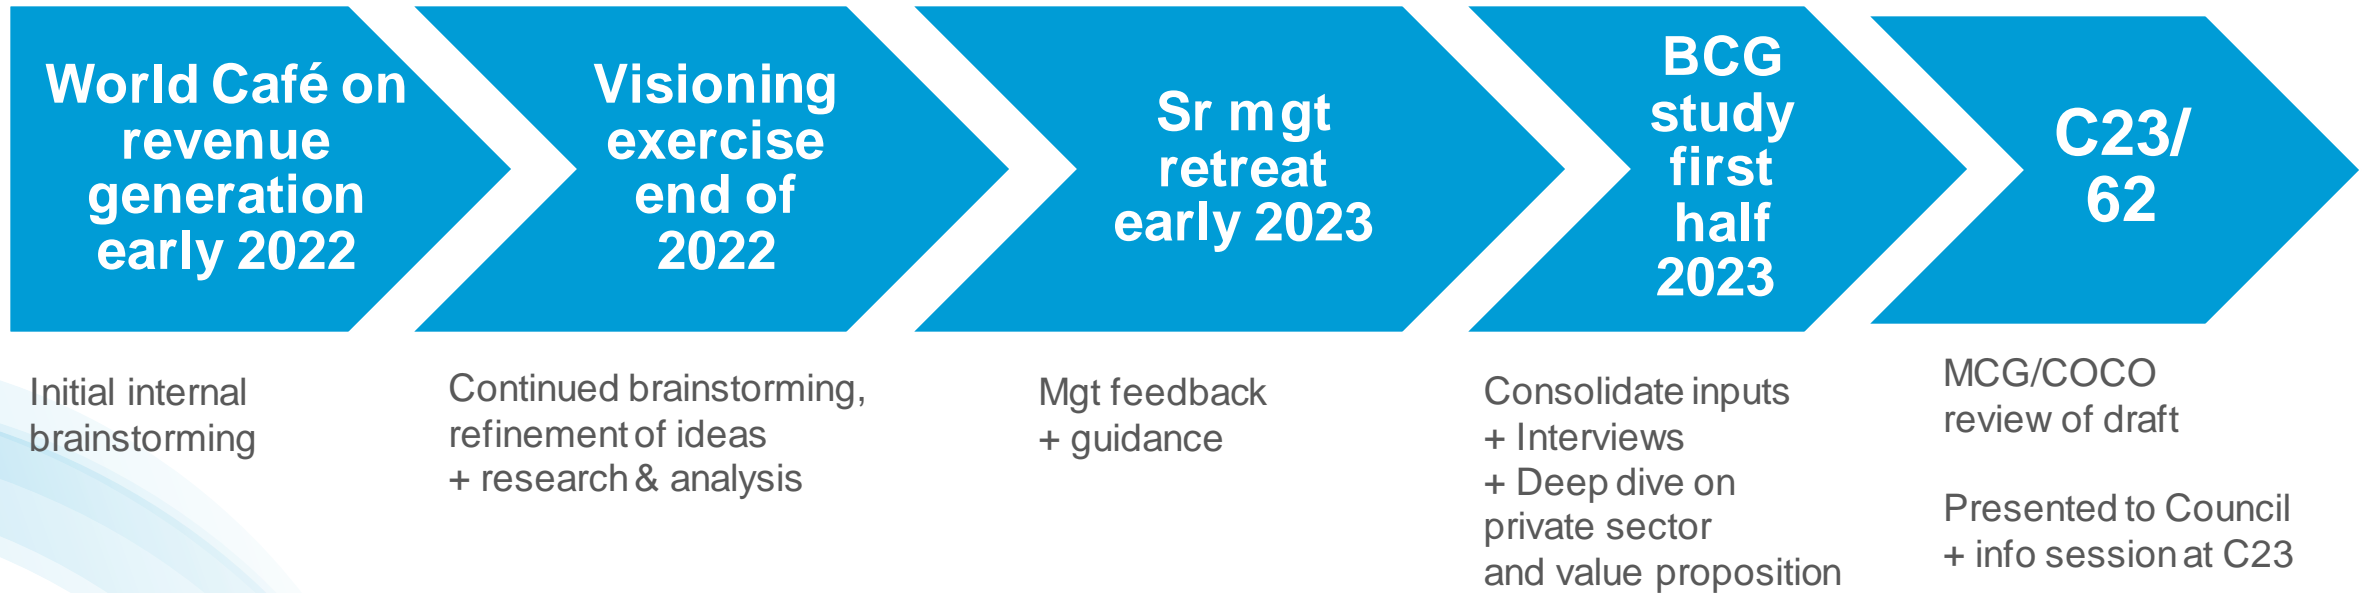 World Café on
revenue
generation
early 2022
Visioning
exercise
end of
2022
Sr mgt
retreat
early 2023
BCG
study
first
half
2023
C23/
62
Initial internal
brainstorming
Continued brainstorming,
refinement of ideas
+ research & analysis
Mgt feedback
+ guidance
Consolidate inputs
+ Interviews
+ Deep dive on
private sector
and value proposition
MCG/COCO
review of draft
Presented to Council
+ info session at C23